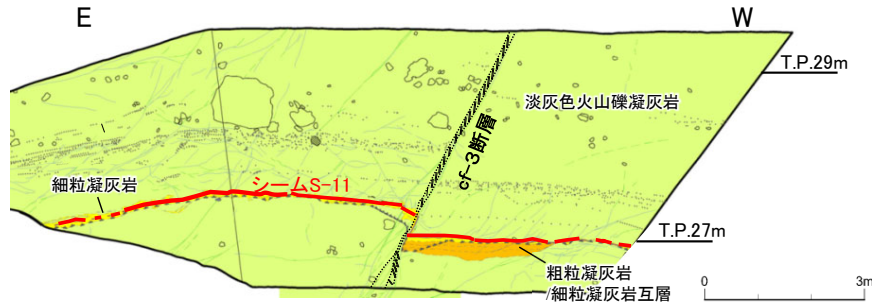 E
W
T.P.29m
淡灰色火山礫凝灰岩
cf-3断層
細粒凝灰岩
シームS-11
T.P.27m
粗粒凝灰岩
/細粒凝灰岩互層
0
3m